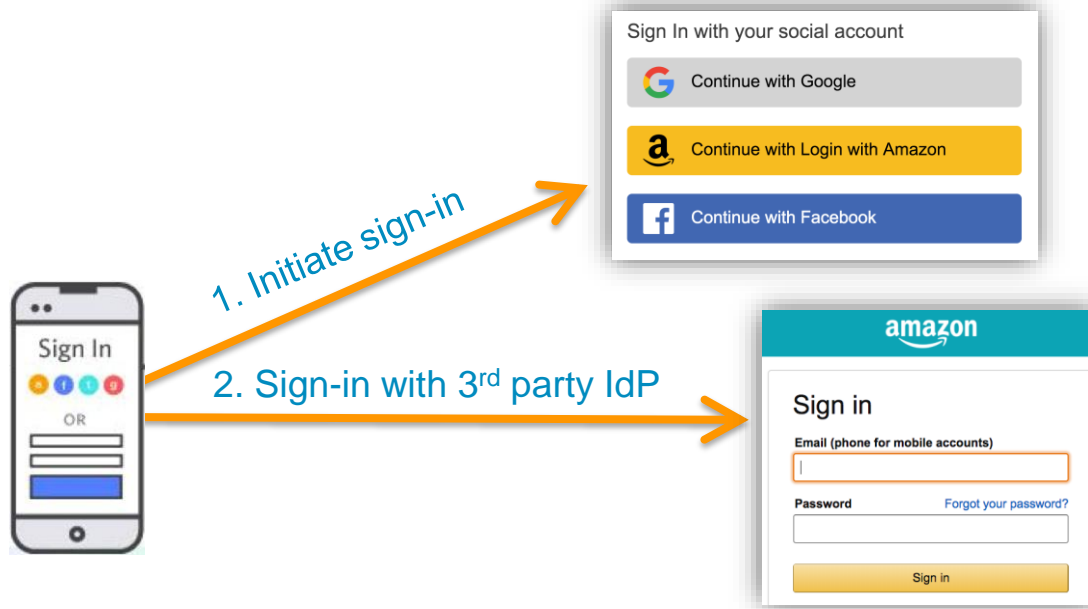 Sign In with your social account
Continue with Google
a Continue with Login with Amazon
f Continue with Facebook
1. Initiate sign-in
Sign In
a f t g
OR
2. Sign-in with 3rd party IdP
amazon
Sign in
Email (phone for mobile accounts)
Password Forgot your password?
Sign in